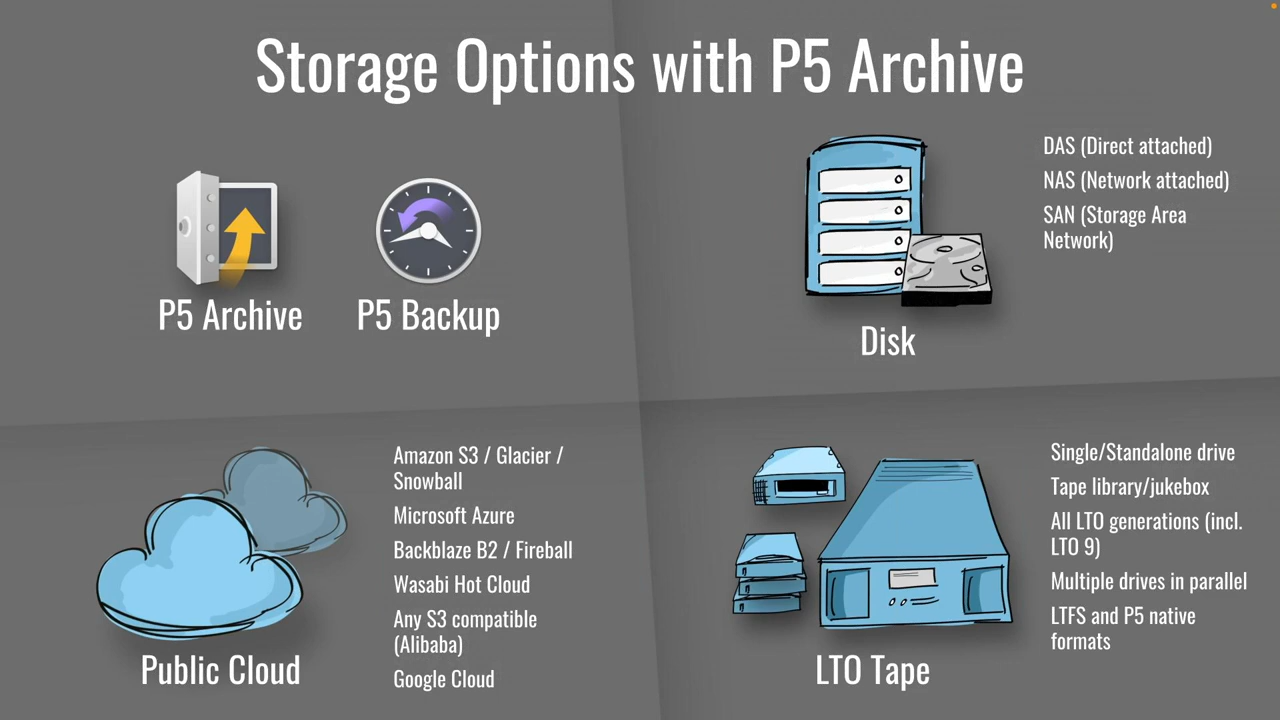 Storage Options with P5 Archive
P5 Archive
P5 Backup
DAS (Direct attached)
NAS (Network attached)
SAN (Storage Area
Network)
Disk
Amazon S3 / Glacier /
Snowball
Microsoft Azure
Backblaze B2 / Fireball
Wasabi Hot Cloud
Any S3 compatible
(Alibaba)
Google Cloud
Public Cloud
Single/Standalone drive
Tape library/jukebox
All LTO generations (incl.
LTO 9)
Multiple drives in parallel
LTFS and P5 native
formats
LTO Tape